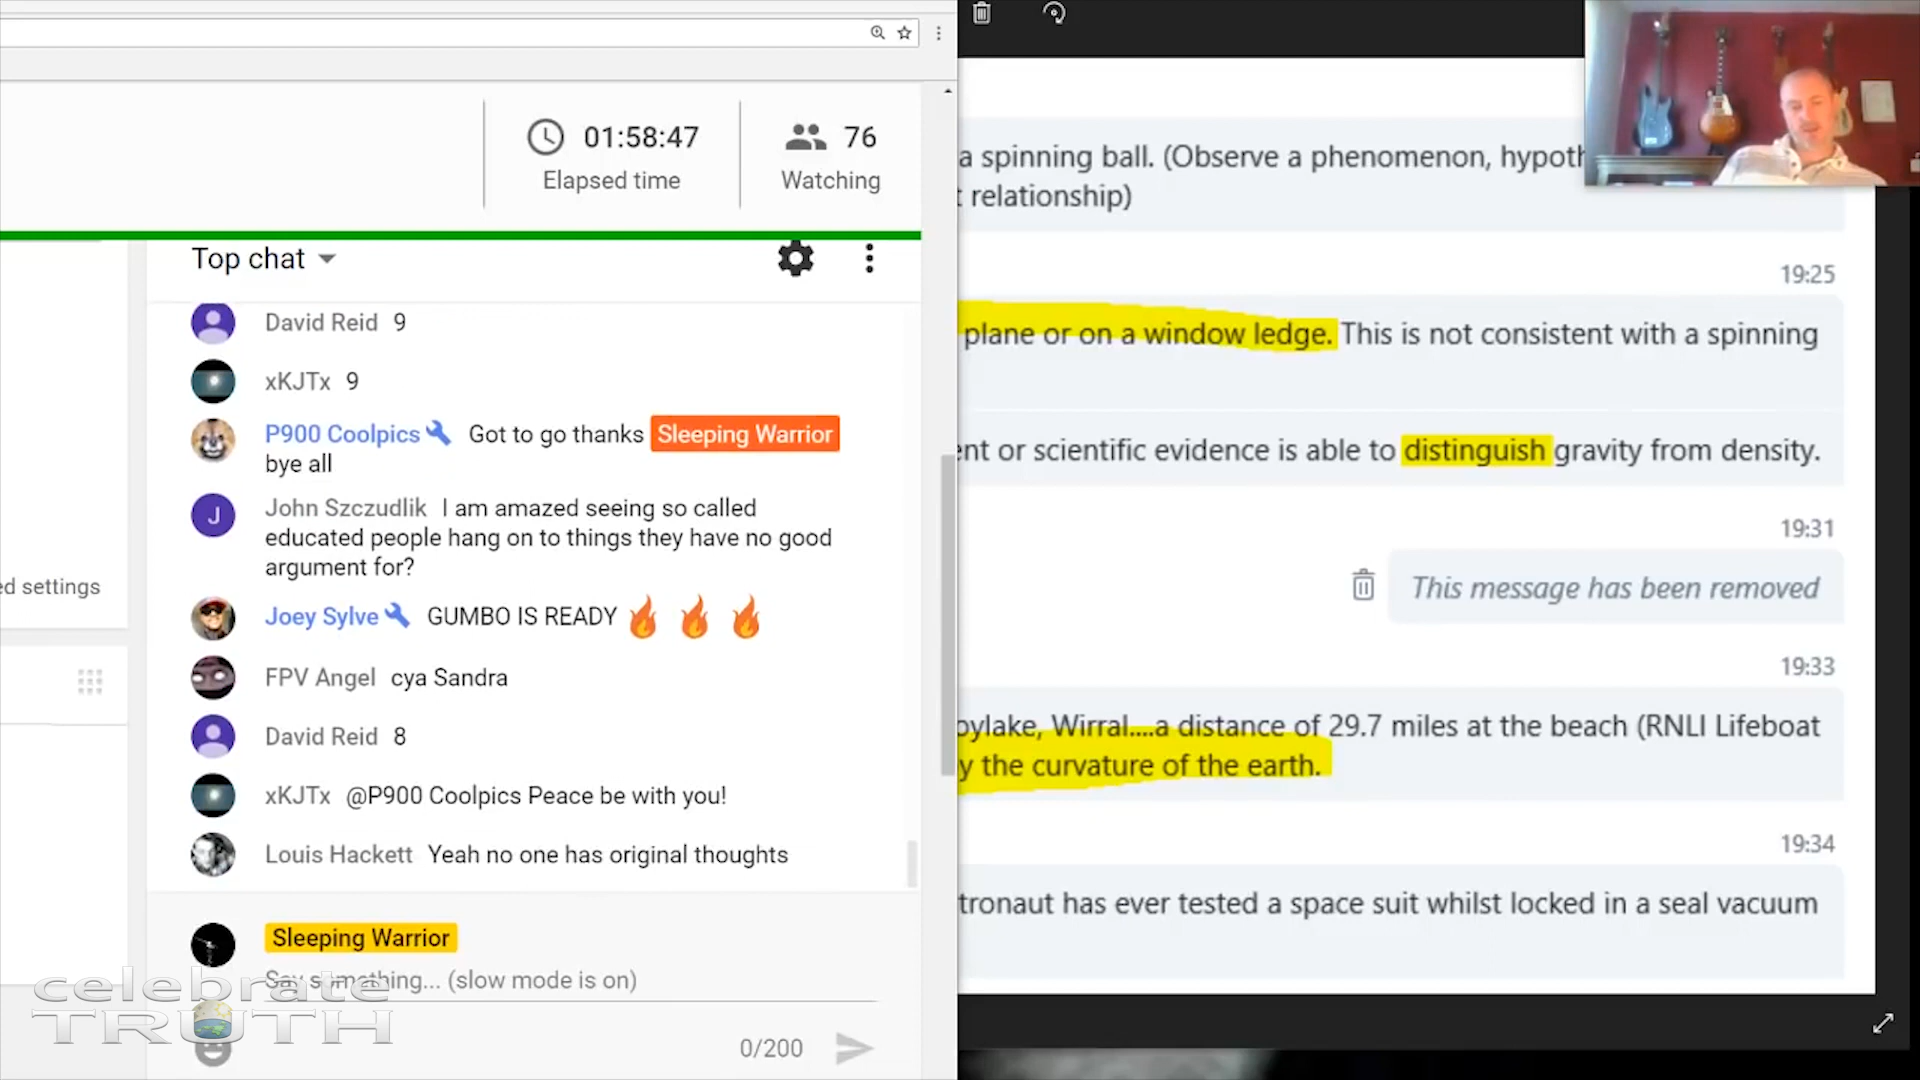 01:58:47
Elapsed time
76
Watching
Top chat
David Reid 9
xKJTx 9
P900 Coolpics Got to go thanks Sleeping Warrior
bye all
J
John Szczudlik I am amazed seeing so called
educated people hang on to things they have no good
argument for?
Joey Sylve GUMBO IS READY
FPV Angel cya Sandra
David Reid 8
xKJTx @P900 Coolpics Peace be with you!
Louis Hackett Yeah no one has original thoughts
Sleeping Warrior
Say something... (slow mode is on)
0/200
ed settings
celebrate
TRUTH
a spinning ball. (Observe a phenomenon, hypoth
t relationship)
19:25
plane or on a window ledge. This is not consistent with a spinning
ent or scientific evidence is able to distinguish gravity from density.
19:31
This message has been removed
19:33
oylake, Wirral....a distance of 29.7 miles at the beach (RNLI Lifeboat
y the curvature of the earth.
19:34
tronaut has ever tested a space suit whilst locked in a seal vacuum